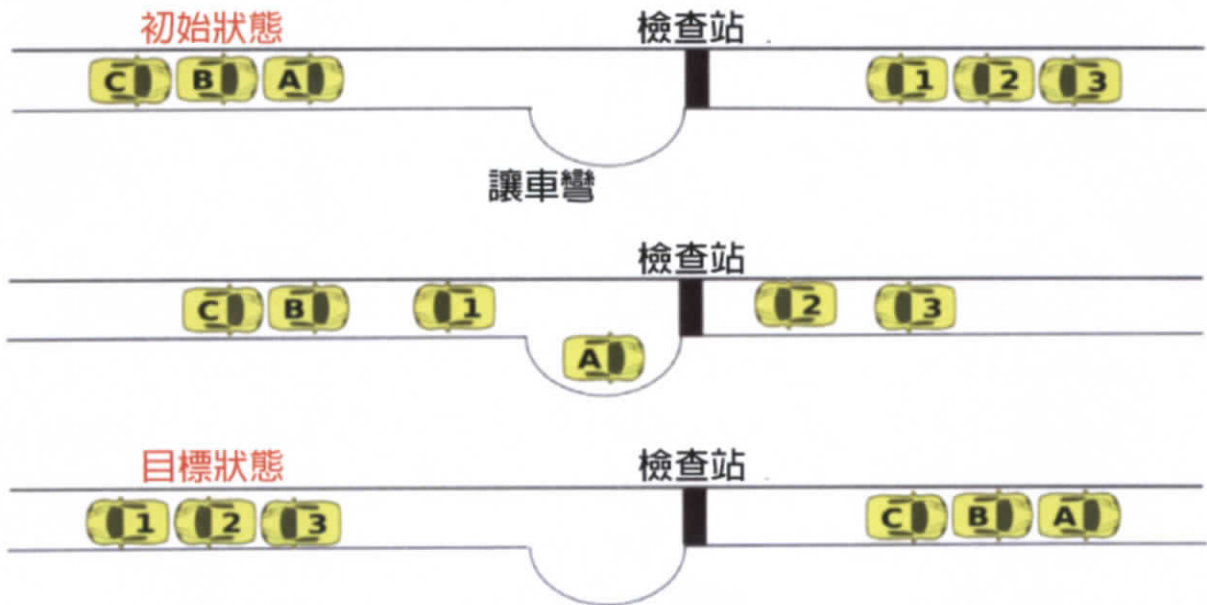 初始狀態 檢查站
C B A 1 2 3
讓車彎
檢查站
C B 1 A 2 3
目標狀態 檢查站
1 2 3 C B A